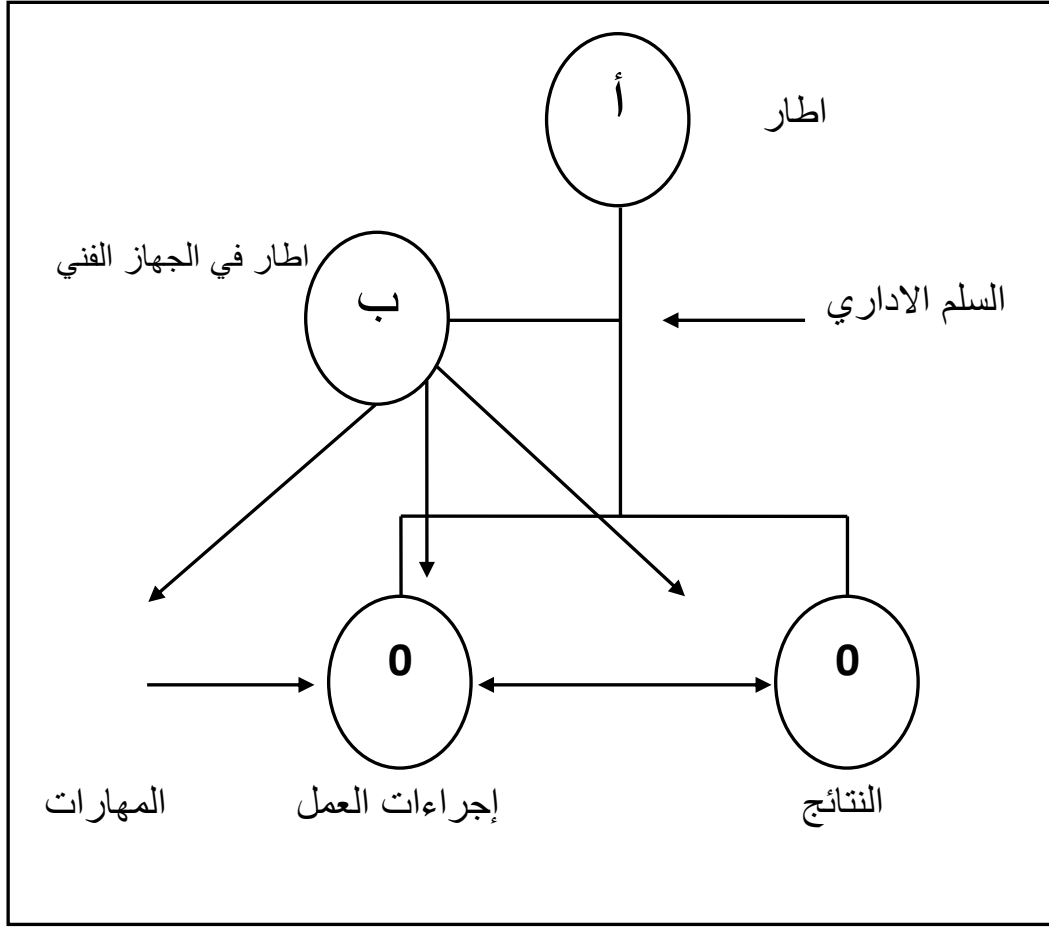 أ
اطار
اطار في الجهاز الفني
ب
السلم الاداري
0
0
النتائج
إجراءات العمل
المهارات